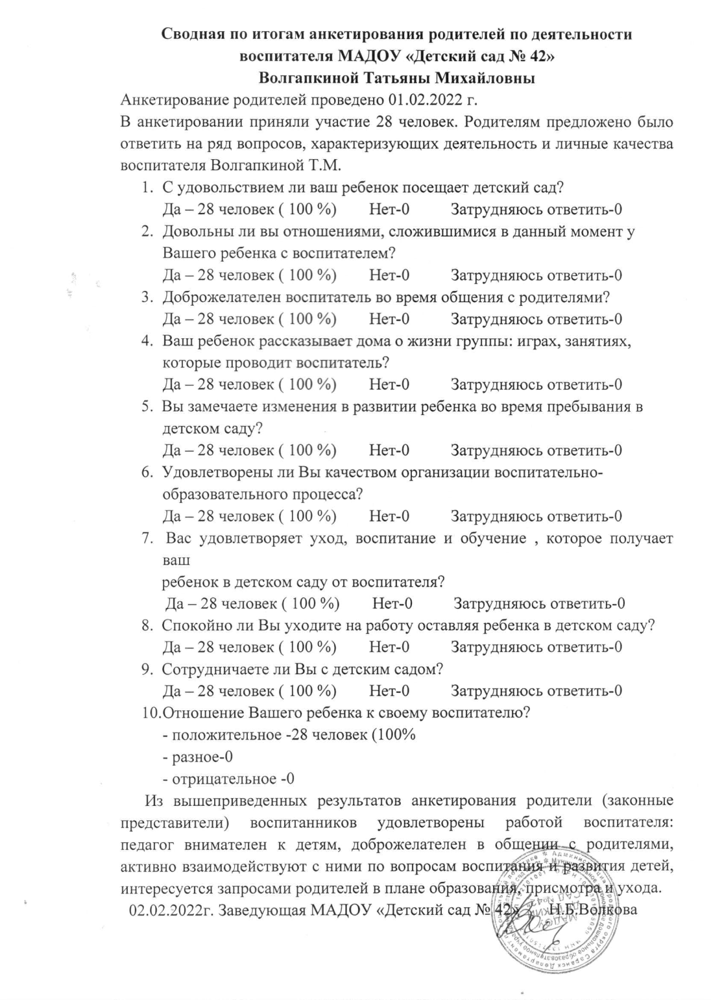 Сводная по итогам анкетирования родителей по деятельности
воспитателя МАДОУ «Детский сад № 42»
Волгапкиной Татьяны Михайловны
Анкетирование родителей проведено 01.02.2022 г.
В анкетировании приняли участие 28 человек. Родителям предложено было
ответить на ряд вопросов, характеризующих деятельность и личные качества
воспитателя Волгапкиной Т.М.
1. С удовольствием ли ваш ребенок посещает детский сад?
Да – 28 человек ( 100 %) Нет-0 Затрудняюсь ответить-0
2. Довольны ли вы отношениями, сложившимися в данный момент у
Вашего ребенка с воспитателем?
Да – 28 человек ( 100 %) Нет-0 Затрудняюсь ответить-0
3. Доброжелателен воспитатель во время общения с родителями?
Да – 28 человек ( 100 %) Нет-0 Затрудняюсь ответить-0
4. Ваш ребенок рассказывает дома о жизни группы: играх, занятиях,
которые проводит воспитатель?
Да – 28 человек ( 100 %) Нет-0 Затрудняюсь ответить-0
5. Вы замечаете изменения в развитии ребенка во время пребывания в
детском саду?
Да – 28 человек ( 100 %) Нет-0 Затрудняюсь ответить-0
6. Удовлетворены ли Вы качеством организации воспитательно-
образовательного процесса?
Да – 28 человек ( 100 %) Нет-0 Затрудняюсь ответить-0
7. Вас удовлетворяет уход, воспитание и обучение , которое получает
ваш
ребенок в детском саду от воспитателя?
Да – 28 человек ( 100 %) Нет-0 Затрудняюсь ответить-0
8. Спокойно ли Вы уходите на работу оставляя ребенка в детском саду?
Да – 28 человек ( 100 %) Нет-0 Затрудняюсь ответить-0
9. Сотрудничаете ли Вы с детским садом?
Да – 28 человек ( 100 %) Нет-0 Затрудняюсь ответить-0
10.Отношение Вашего ребенка к своему воспитателю?
- положительное -28 человек (100%
- разное-0
- отрицательное -0
Из вышеприведенных результатов анкетирования родители (законные
представители) воспитанников удовлетворены работой воспитателя:
педагог внимателен к детям, доброжелателен в общении с родителями,
активно взаимодействуют с ними по вопросам воспитания и развития детей,
интересуется запросами родителей в плане образования, присмотра и ухода.
02.02.2022г. Заведующая МАДОУ «Детский сад № 42» Н.Б.Волкова
МАДОУ
«ДЕТСКИЙ
САД №42»